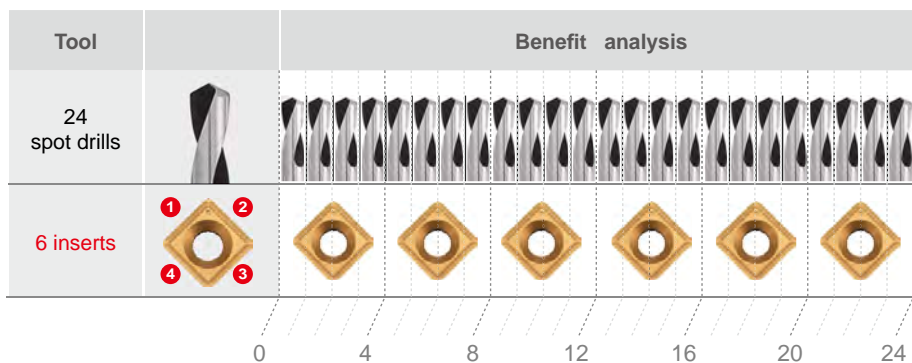 Tool
Benefit analysis
24
spot drills
6 inserts
1
2
4
3
0 4 8 12 16 20 24